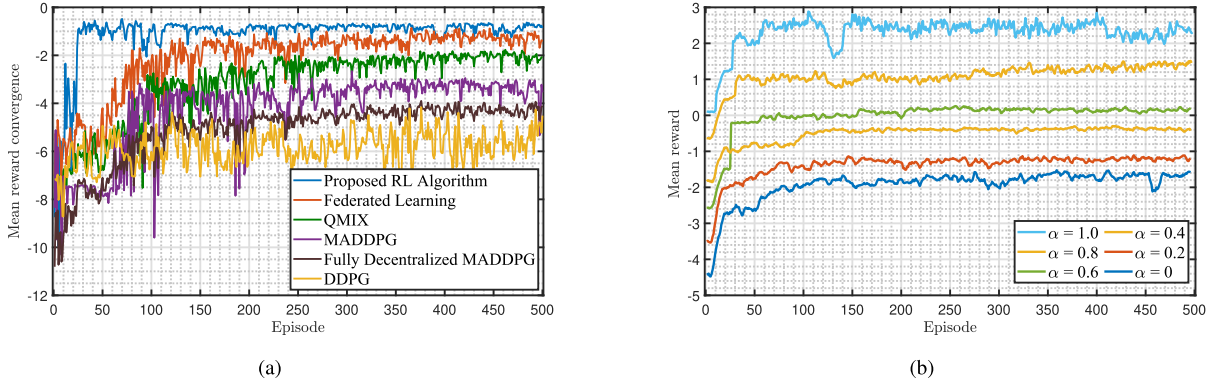 0
-2
-4
-6
-8
-10
-12
Mean reward convergence
0 50 100 150 200 250 300 350 400 450 500
Episode
Proposed RL Algorithm
Federated Learning
QMIX
MADDPG
Fully Decentralized MADDPG
DDPG
(a)
3
2
1
0
-1
-2
-3
-4
-5
Mean reward
0 50 100 150 200 250 300 350 400 450 500
Episode
α = 1.0 α = 0.4
α = 0.8 α = 0.2
α = 0.6 α = 0
(b)